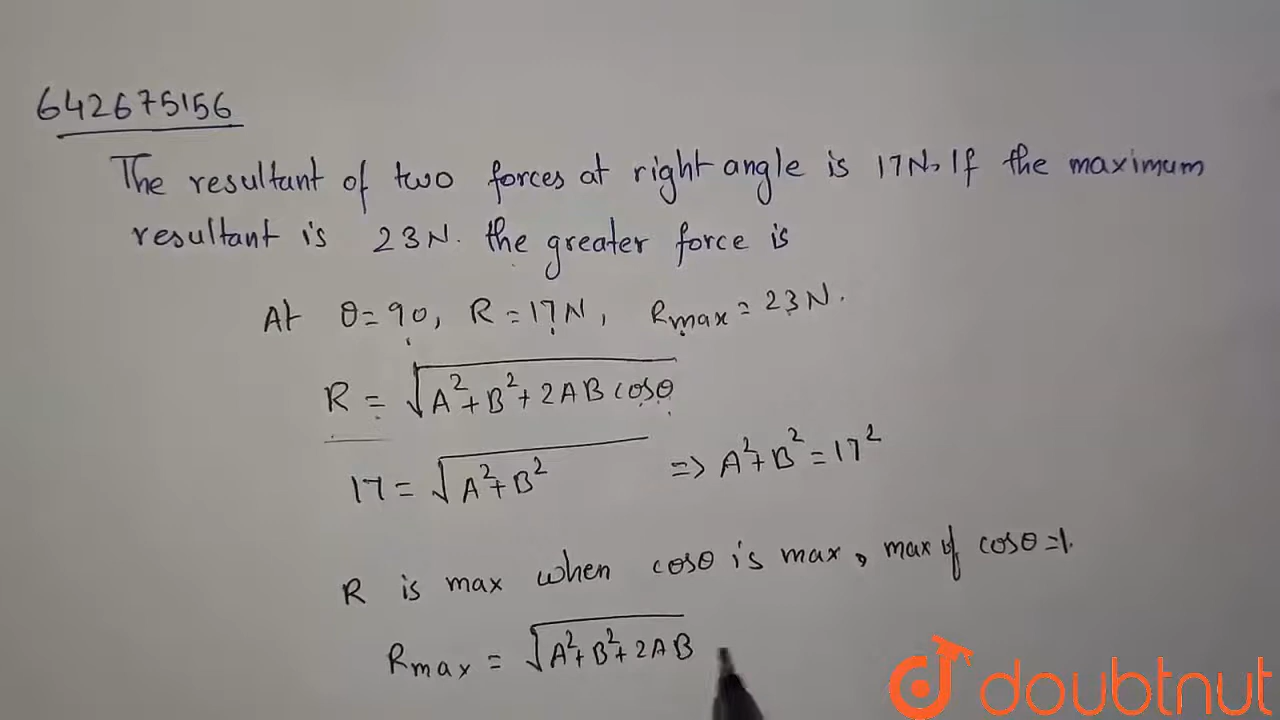 642675156
The resultant of two forces at right angle is 17N. If the maximum
resultant is 23N. the greater force is
At θ=90, R=17N, Rmax=23N.
R = √A²+B²+2AB cosθ
17=√A²+B² => A²+B²=17²
R is max when cosθ is max, max of cosθ=1.
Rmax = √A²+B²+2AB
doubtnut